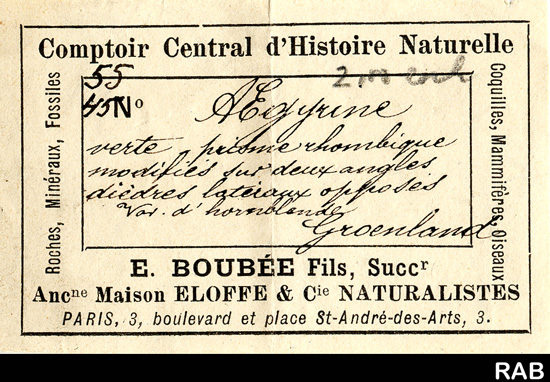 Comptoir Central d'Histoire Naturelle
Roches, Minéraux, Fossiles
55
45 No
AEgyrine
verte, prisme rhombique
modifiés sur deux angles
dièdres latéraux opposés
Var. d'hornblende
Groenland
Coquilles, Mammifères, Oiseaux
E. BOUBÉE Fils, Succr
Ancne Maison ELOFFE & Cie NATURALISTES
PARIS, 3, boulevard et place St-André-des-Arts, 3.
RAB